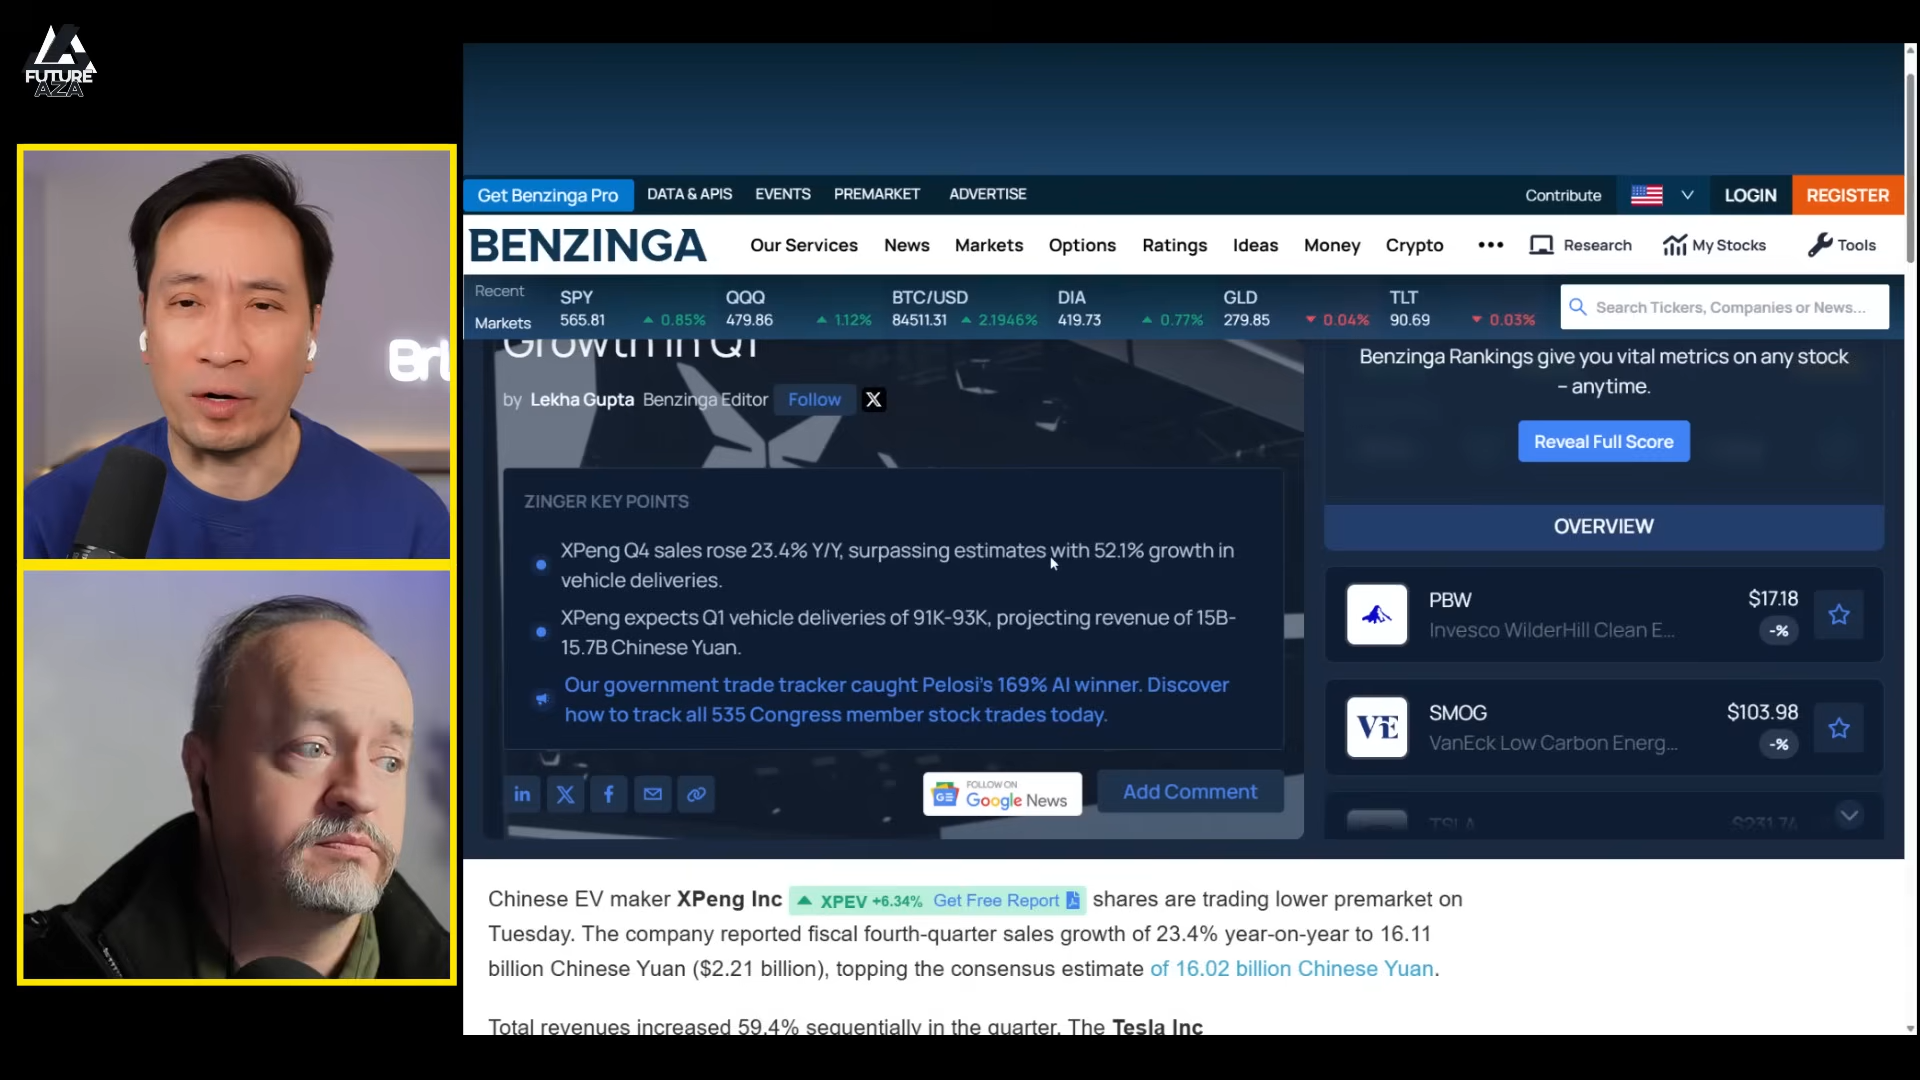 FUTURE
AZA
Get Benzinga Pro DATA & APIS EVENTS PREMARKET ADVERTISE Contribute LOGIN REGISTER
BENZINGA Our Services News Markets Options Ratings Ideas Money Crypto ••• Research My Stocks Tools
Recent
Markets
SPY QQQ BTC/USD DIA GLD TLT
565.81 0.85% 479.86 1.12% 84511.31 2.1946% 419.73 0.77% 279.85 0.04% 90.69 0.03%
Search Tickers, Companies or News...
Growth in Q1
by Lekha Gupta Benzinga Editor Follow X
ZINGER KEY POINTS
XPeng Q4 sales rose 23.4% Y/Y, surpassing estimates with 52.1% growth in
vehicle deliveries.
XPeng expects Q1 vehicle deliveries of 91K-93K, projecting revenue of 15B-
15.7B Chinese Yuan.
Our government trade tracker caught Pelosi's 169% AI winner. Discover
how to track all 535 Congress member stock trades today.
in X f
GE FOLLOW ON
Google News
Add Comment
Benzinga Rankings give you vital metrics on any stock
– anytime.
Reveal Full Score
OVERVIEW
PBW $17.18
Invesco WilderHill Clean E... -%
VE SMOG $103.98
VanEck Low Carbon Energ... -%
TSLA $231.74
Chinese EV maker XPeng Inc XPEV +6.34% Get Free Report shares are trading lower premarket on
Tuesday. The company reported fiscal fourth-quarter sales growth of 23.4% year-on-year to 16.11
billion Chinese Yuan ($2.21 billion), topping the consensus estimate of 16.02 billion Chinese Yuan.
Total revenues increased 59.4% sequentially in the quarter. The Tesla Inc